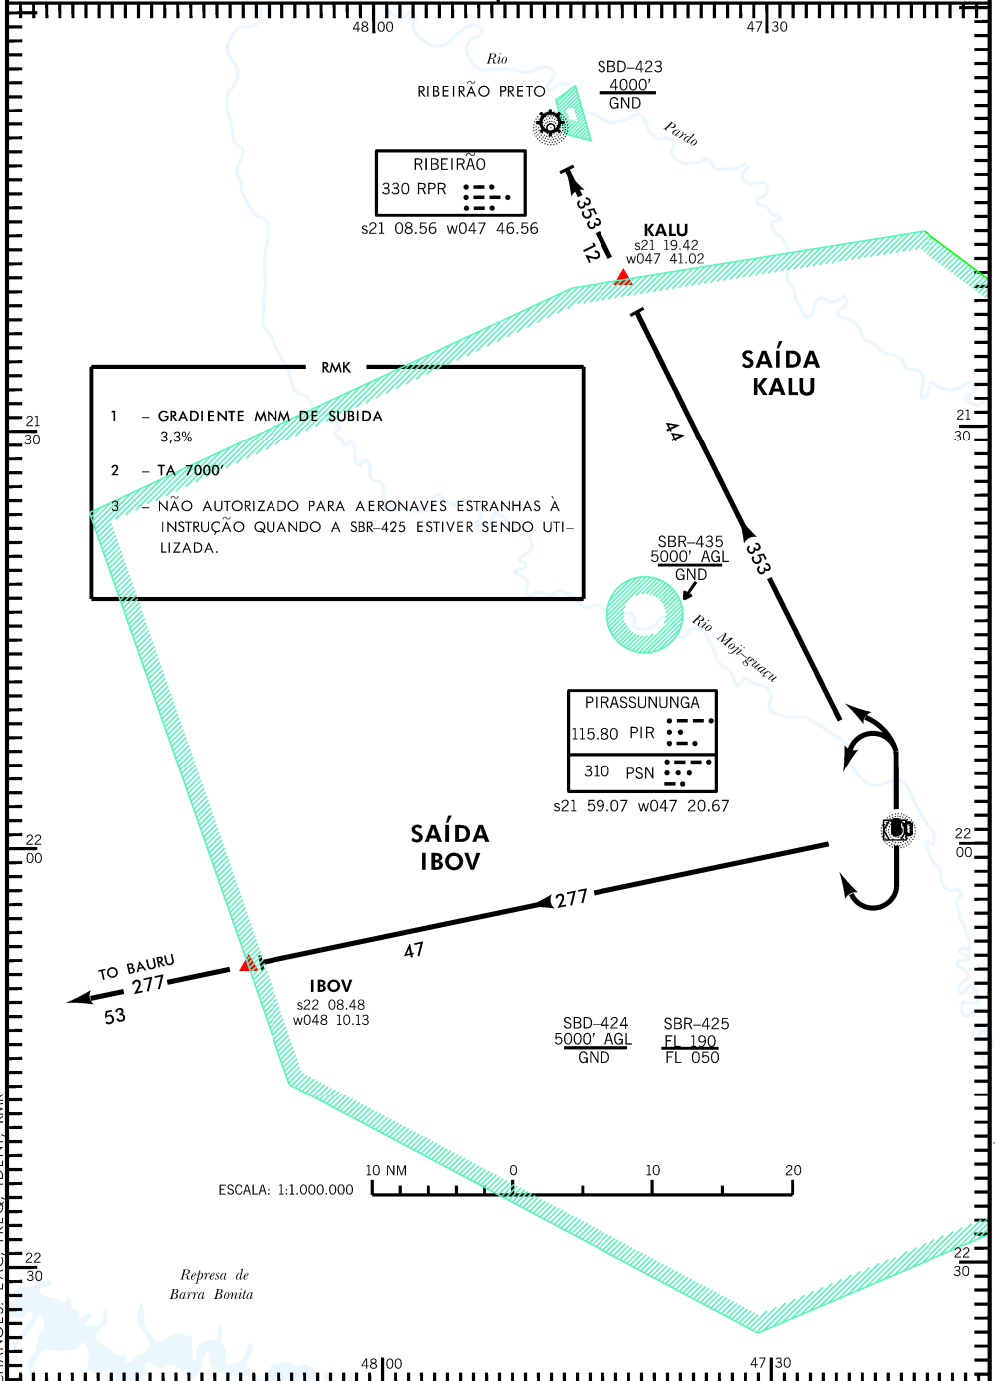 48 00
47 30
Rio
RIBEIRÃO PRETO
SBD–423
4000'
GND
Pardo
RIBEIRÃO
330 RPR
s21 08.56 w047 46.56
353
12
KALU
s21 19.42
w047 41.02
SAÍDA
KALU
RMK
1 – GRADIENTE MNM DE SUBIDA
3,3%
2 – TA 7000'
3 – NÃO AUTORIZADO PARA AERONAVES ESTRANHAS À
INSTRUÇÃO QUANDO A SBR–425 ESTIVER SENDO UTI–
LIZADA.
21
30
21
30
44
353
SBR–435
5000' AGL
GND
Rio Moji–guaçu
PIRASSUNUNGA
115.80 PIR
310 PSN
s21 59.07 w047 20.67
SAÍDA
IBOV
22
00
22
00
277
47
TO BAURU
277
53
IBOV
s22 08.48
w048 10.13
SBD–424
5000' AGL
GND
SBR–425
FL 190
FL 050
10 NM 0 10 20
ESCALA: 1:1.000.000
22
30
22
30
Represa de
Barra Bonita
48 00
47 30